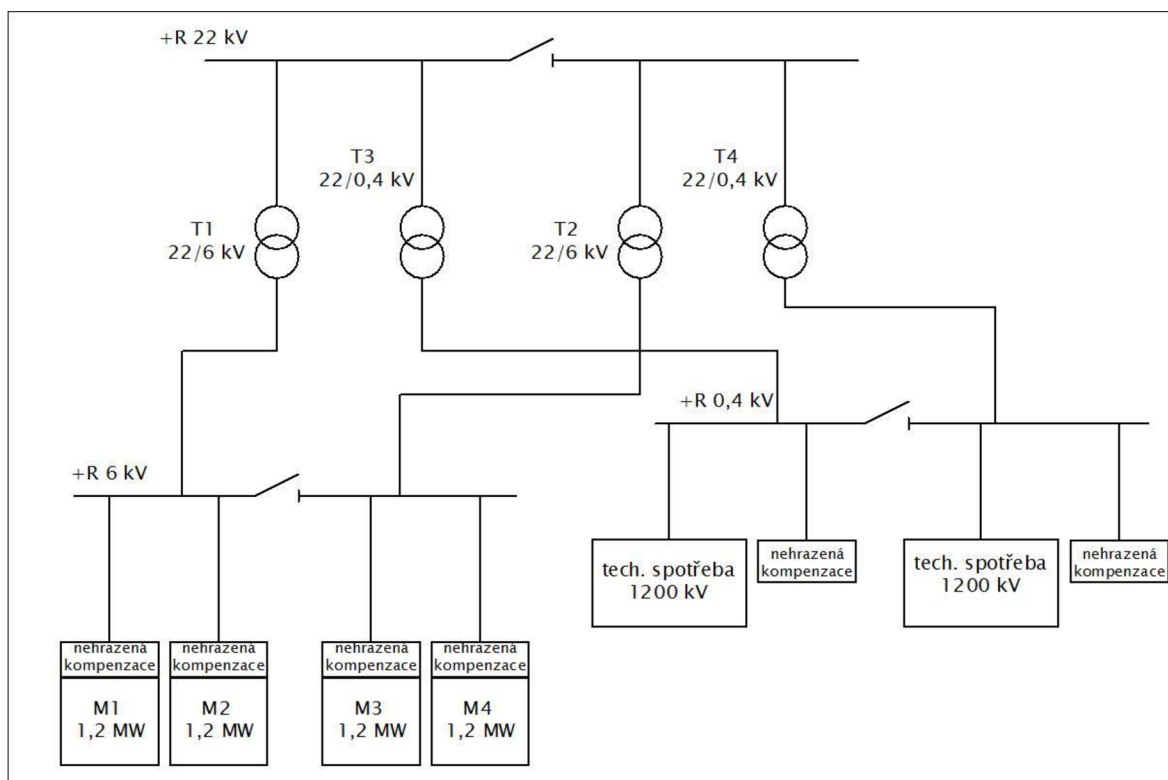 +R 22 kV
T3
22/0,4 kV
T4
22/0,4 kV
T1
22/6 kV
T2
22/6 kV
+R 0,4 kV
+R 6 kV
tech. spotřeba
1200 kV
nehrazená
kompenzace
tech. spotřeba
1200 kV
nehrazená
kompenzace
nehrazená
kompenzace
M1
1,2 MW
nehrazená
kompenzace
M2
1,2 MW
nehrazená
kompenzace
M3
1,2 MW
nehrazená
kompenzace
M4
1,2 MW